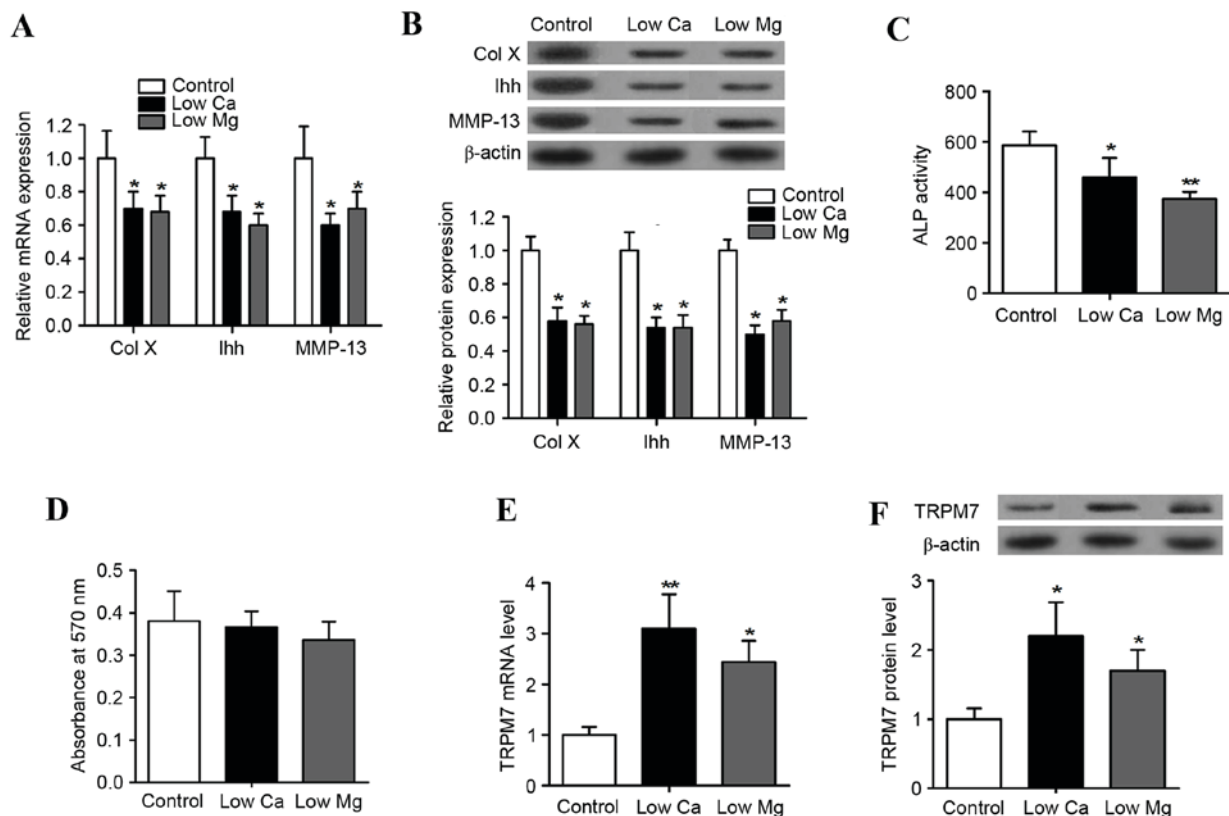 A
Control
Low Ca
Low Mg
Relative mRNA expression
1.2
1.0
0.8
0.6
0.4
0.2
0.0
* * * * * *
Col X Ihh MMP-13
B
Control Low Ca Low Mg
Col X
Ihh
MMP-13
β-actin
Control
Low Ca
Low Mg
Relative protein expression
1.2
1.0
0.8
0.6
0.4
0.2
0.0
* * * * * *
Col X Ihh MMP-13
C
ALP activity
800
600
400
200
0
* **
Control Low Ca Low Mg
D
Absorbance at 570 nm
0.5
0.4
0.3
0.3
0.1
0.0
Control Low Ca Low Mg
E
TRPM7 mRNA level
4
3
2
1
0
** *
Control Low Ca Low Mg
F
TRPM7
β-actin
TRPM7 protein level
3
2
1
0
* *
Control Low Ca Low Mg